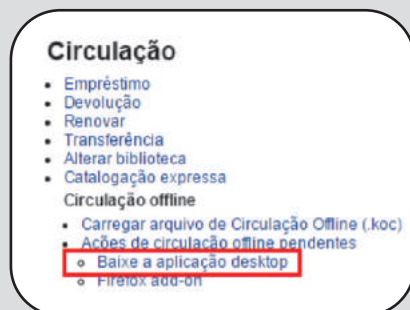 Circulação
Empréstimo
Devolução
Renovar
Transferência
Alterar biblioteca
Catalogação expressa
Circulação offline
Carregar arquivo de Circulação Offline (.koc)
Ações de circulação offline pendentes
Baixe a aplicação desktop
Firefox add-on